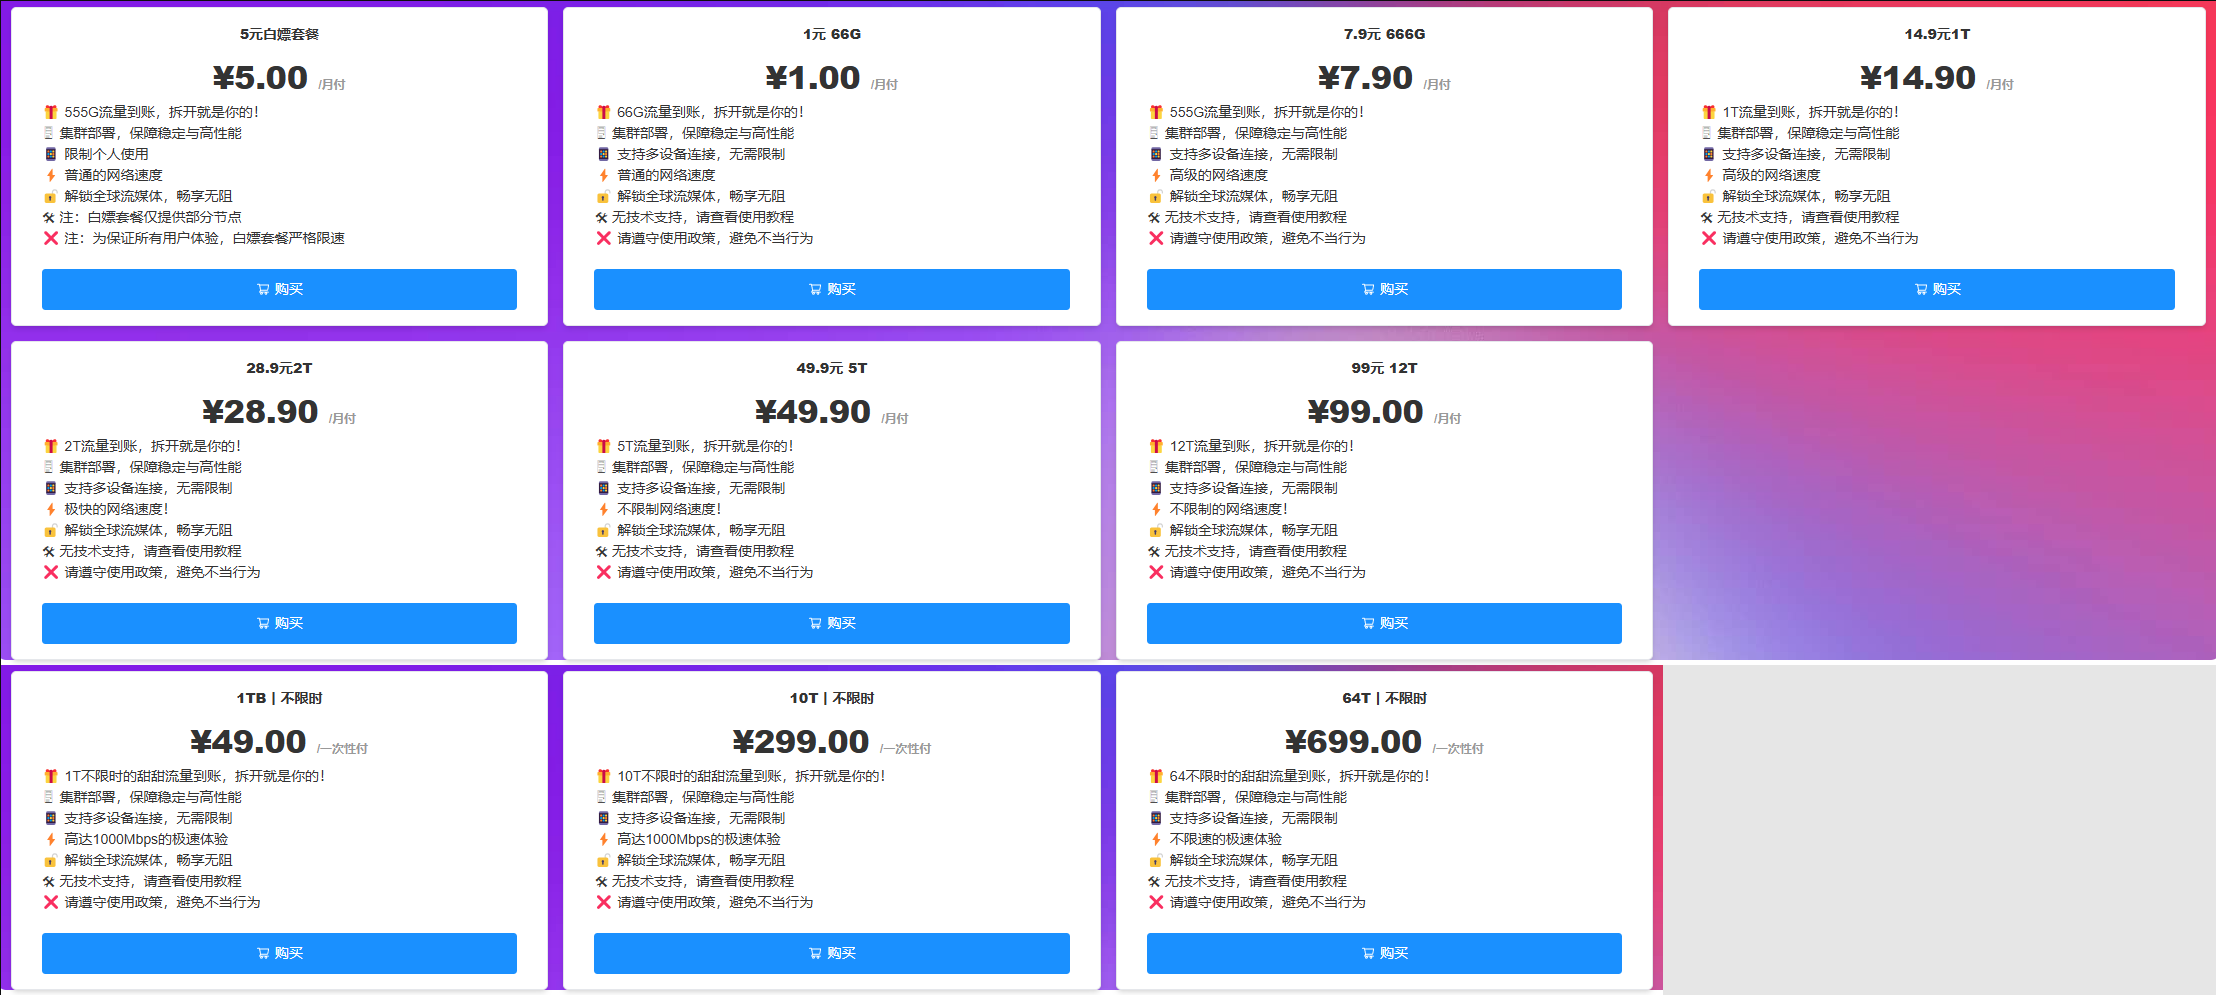 5元白嫖套餐
¥5.00 /月付
🎁 555G流量到账，拆开就是你的！
集群部署，保障稳定与高性能
限制个人使用
⚡ 普通的网络速度
🔓 解锁全球流媒体，畅享无阻
🛠 注：白嫖套餐仅提供部分节点
❌ 注：为保证所有用户体验，白嫖套餐严格限速
购买
1元 66G
¥1.00 /月付
🎁 66G流量到账，拆开就是你的！
集群部署，保障稳定与高性能
支持多设备连接，无需限制
⚡ 普通的网络速度
🔓 解锁全球流媒体，畅享无阻
🛠 无技术支持，请查看使用教程
❌ 请遵守使用政策，避免不当行为
购买
7.9元 666G
¥7.90 /月付
🎁 555G流量到账，拆开就是你的！
集群部署，保障稳定与高性能
支持多设备连接，无需限制
⚡ 高级的网络速度
🔓 解锁全球流媒体，畅享无阻
🛠 无技术支持，请查看使用教程
❌ 请遵守使用政策，避免不当行为
购买
14.9元1T
¥14.90 /月付
🎁 1T流量到账，拆开就是你的！
集群部署，保障稳定与高性能
支持多设备连接，无需限制
⚡ 高级的网络速度
🔓 解锁全球流媒体，畅享无阻
🛠 无技术支持，请查看使用教程
❌ 请遵守使用政策，避免不当行为
购买
28.9元2T
¥28.90 /月付
🎁 2T流量到账，拆开就是你的！
集群部署，保障稳定与高性能
支持多设备连接，无需限制
⚡ 极快的网络速度！
🔓 解锁全球流媒体，畅享无阻
🛠 无技术支持，请查看使用教程
❌ 请遵守使用政策，避免不当行为
购买
49.9元 5T
¥49.90 /月付
🎁 5T流量到账，拆开就是你的！
集群部署，保障稳定与高性能
支持多设备连接，无需限制
⚡ 不限制网络速度！
🔓 解锁全球流媒体，畅享无阻
🛠 无技术支持，请查看使用教程
❌ 请遵守使用政策，避免不当行为
购买
99元 12T
¥99.00 /月付
🎁 12T流量到账，拆开就是你的！
集群部署，保障稳定与高性能
支持多设备连接，无需限制
⚡ 不限制的网络速度！
🔓 解锁全球流媒体，畅享无阻
🛠 无技术支持，请查看使用教程
❌ 请遵守使用政策，避免不当行为
购买
1TB | 不限时
¥49.00 /一次性付
🎁 1T不限时的甜甜流量到账，拆开就是你的！
集群部署，保障稳定与高性能
支持多设备连接，无需限制
⚡ 高达1000Mbps的极速体验
🔓 解锁全球流媒体，畅享无阻
🛠 无技术支持，请查看使用教程
❌ 请遵守使用政策，避免不当行为
购买
10T | 不限时
¥299.00 /一次性付
🎁 10T不限时的甜甜流量到账，拆开就是你的！
集群部署，保障稳定与高性能
支持多设备连接，无需限制
⚡ 高达1000Mbps的极速体验
🔓 解锁全球流媒体，畅享无阻
🛠 无技术支持，请查看使用教程
❌ 请遵守使用政策，避免不当行为
购买
64T | 不限时
¥699.00 /一次性付
🎁 64不限时的甜甜流量到账，拆开就是你的！
集群部署，保障稳定与高性能
支持多设备连接，无需限制
⚡ 不限速的极速体验
🔓 解锁全球流媒体，畅享无阻
🛠 无技术支持，请查看使用教程
❌ 请遵守使用政策，避免不当行为
购买